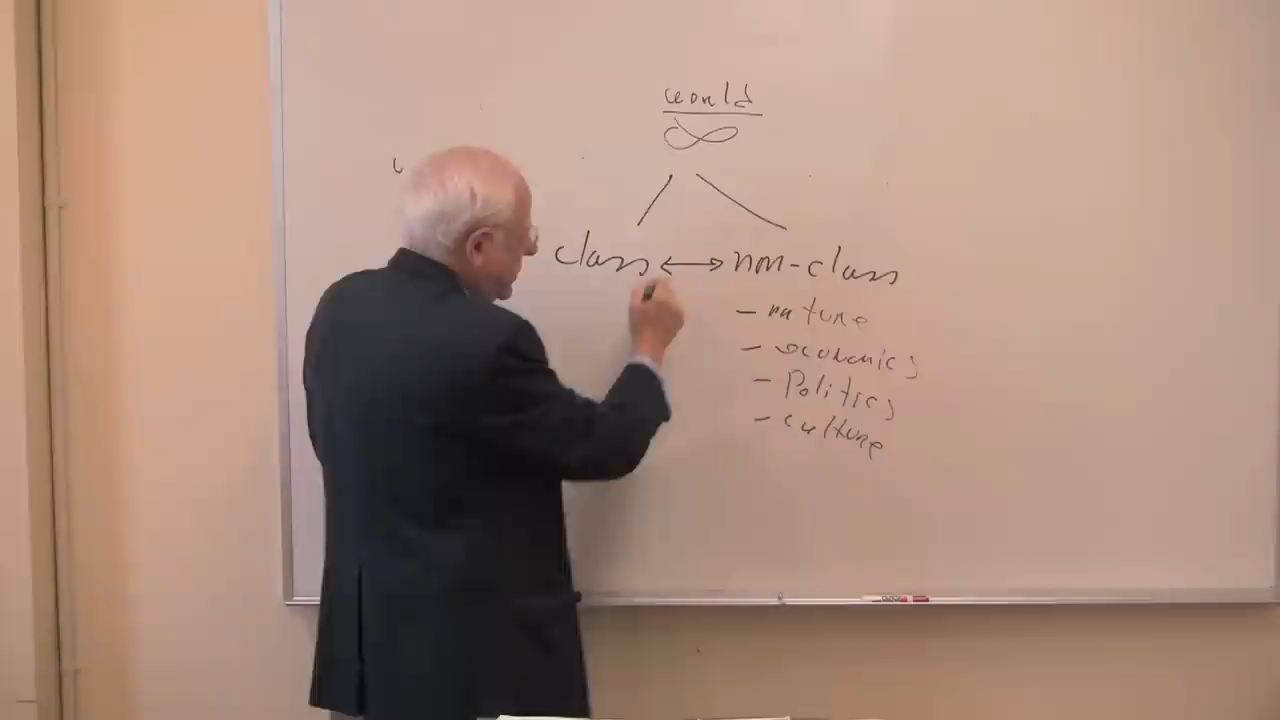 world
∞
class ↔ non-class
- nature
- economics
- Politics
- culture